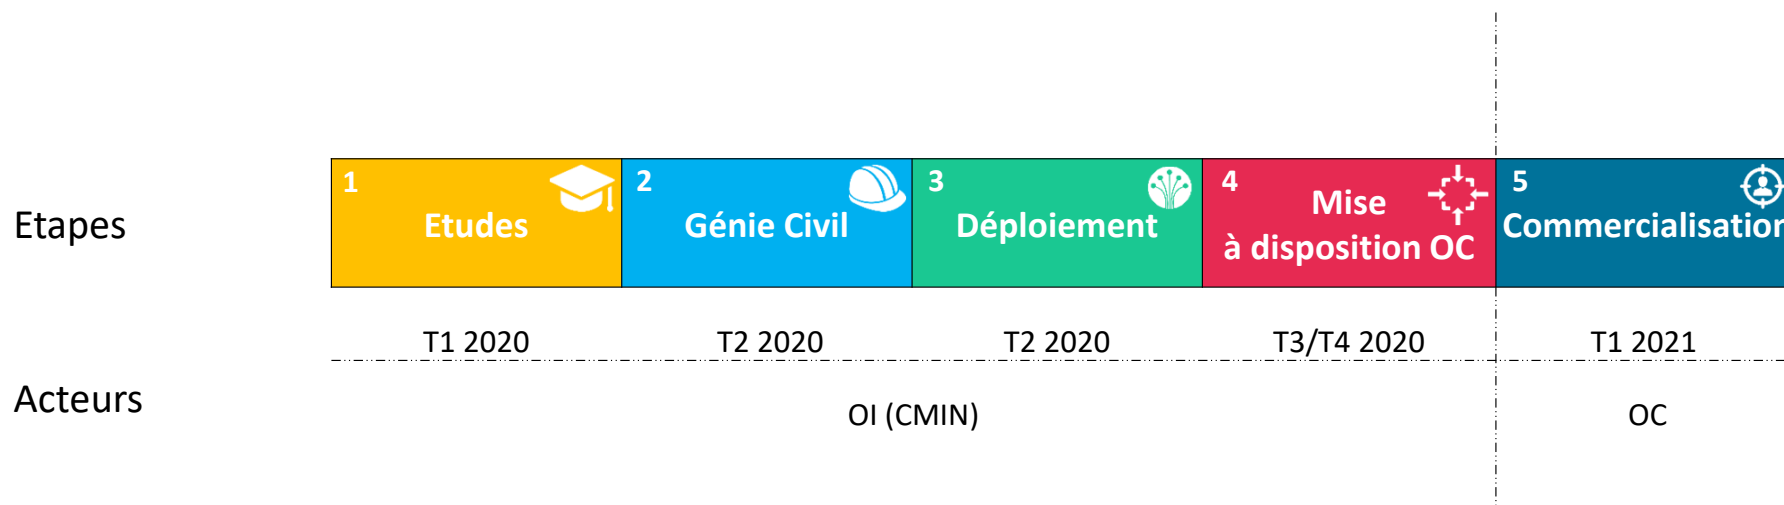 Etapes
1
Etudes
2
Génie Civil
3
Déploiement
4
Mise
à disposition OC
5
Commercialisation
T1 2020
T2 2020
T2 2020
T3/T4 2020
T1 2021
Acteurs
OI (CMIN)
OC